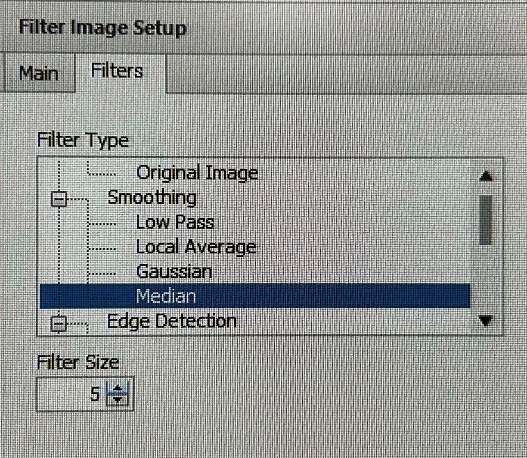 Filter Image Setup
Main Filters
Filter Type
Original Image
Smoothing
Low Pass
Local Average
Gaussian
Median
Edge Detection
Filter Size
5